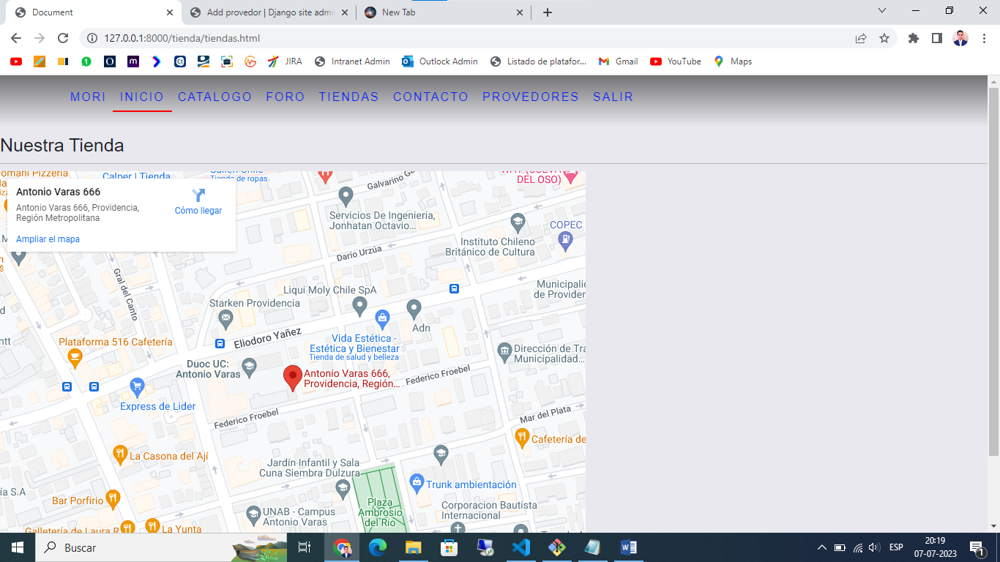 Document
Add provedor | Django site admi
New Tab
127.0.0.1:8000/tienda/tiendas.html
JIRA
Intranet Admin
Outlock Admin
Listado de platafor...
Gmail
YouTube
Maps
MORI INICIO CATALOGO FORO TIENDAS CONTACTO PROVEDORES SALIR
Nuestra Tienda
Calper | Tienda
Tienda de ropas
Galvarino
DEL OSO)
Antonio Varas 666
Antonio Varas 666, Providencia,
Región Metropolitana
Cómo llegar
Ampliar el mapa
Servicios De Ingenieria,
Jonhatan Octavio...
COPEC
Instituto Chileno
Británico de Cultura
Darío Urzúa
Gral del Canto
Liqui Moly Chile SpA
Municipalid
de Providen
Starken Providencia
Adn
Eliodoro Yañez
Vida Estética -
Estética y Bienestar
Tienda de salud y belleza
Plataforma 516 Cafetería
Dirección de Trá
Municipalidad...
Duoc UC:
Antonio Varas
Antonio Varas 666,
Providencia, Región...
Federico Froebel
Express de Lider
Federico Froebel
Mar del Plata
Cafetería de
La Casona del Ají
Jardín Infantil y Sala
Cuna Siembra Dulzura
Trunk ambientación
ía S.A
Bar Porfirio
Plaza
Ambrosio
del Río
Corporacion Bautista
Internacional
UNAB - Campus
Antonio Varas
Galletería de Laura R
La Yunta
Buscar
ESP
20:19
07-07-2023
1